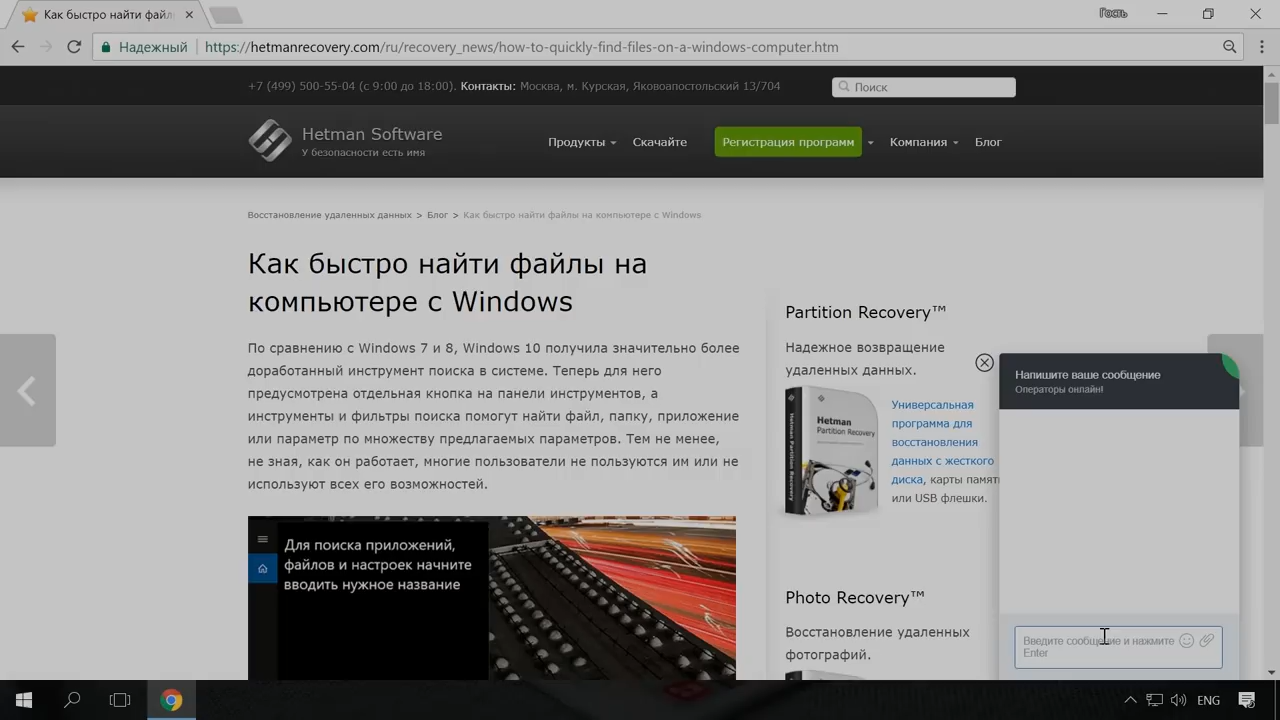 Как быстро найти файл
Гость
Надежный
https://hetmanrecovery.com/ru/recovery_news/how-to-quickly-find-files-on-a-windows-computer.htm
+7 (499) 500-55-04 (с 9:00 до 18:00). Контакты: Москва, м. Курская, Яковоапостольский 13/704
Поиск
Hetman Software
У безопасности есть имя
Продукты
Скачайте
Регистрация программ
Компания
Блог
Восстановление удаленных данных > Блог > Как быстро найти файлы на компьютере с Windows
Как быстро найти файлы на
компьютере с Windows
По сравнению с Windows 7 и 8, Windows 10 получила значительно более
доработанный инструмент поиска в системе. Теперь для него
предусмотрена отдельная кнопка на панели инструментов, а
инструменты и фильтры поиска помогут найти файл, папку, приложение
или параметр по множеству предлагаемых параметров. Тем не менее,
не зная, как он работает, многие пользователи не пользуются им или не
используют всех его возможностей.
Для поиска приложений,
файлов и настроек начните
вводить нужное название
Partition Recovery™
Надежное возвращение
удаленных данных.
Hetman
Partition Recovery
Hetman Partition Recovery
Универсальная
программа для
восстановления
данных с жесткого
диска, карты памят
или USB флешки.
Photo Recovery™
Восстановление удаленных
фотографий.
Напишите ваше сообщение
Операторы онлайн!
Введите сообщение и нажмите
Enter
ENG